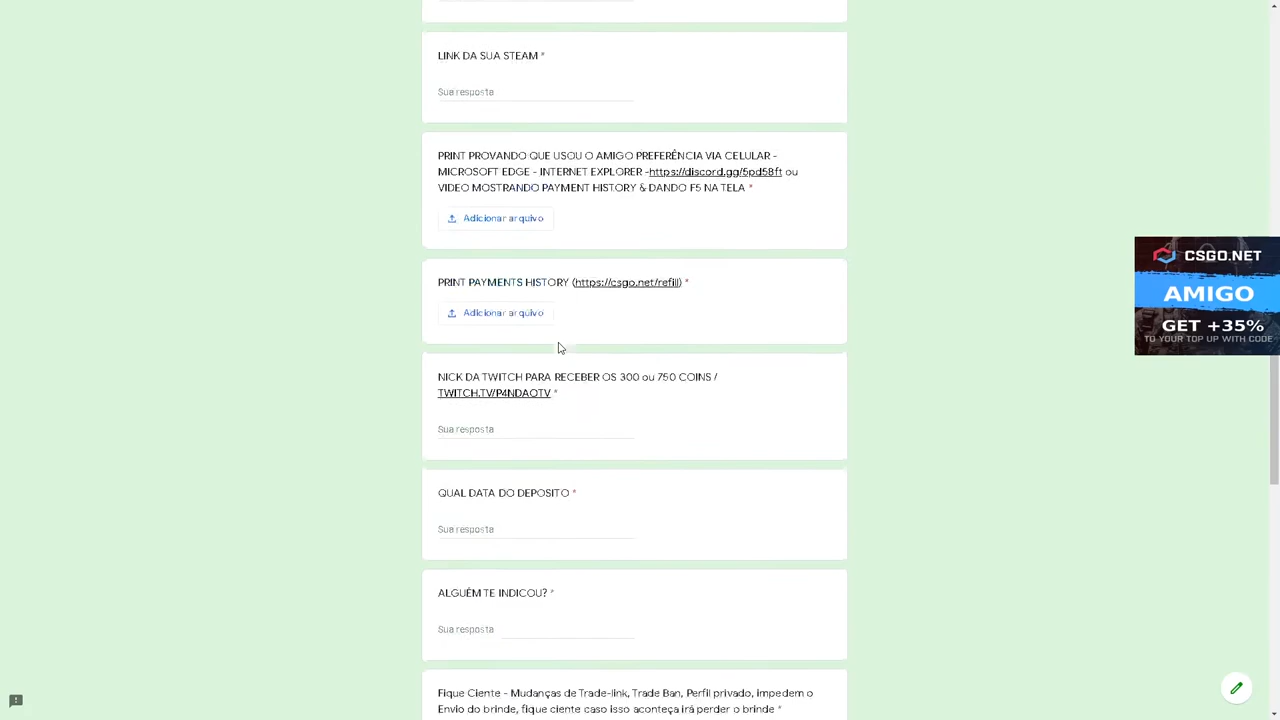 LINK DA SUA STEAM *
Sua resposta
PRINT PROVANDO QUE USOU O AMIGO PREFERÊNCIA VIA CELULAR -
MICROSOFT EDGE - INTERNET EXPLORER -https://discord.gg/5pd58ft ou
VIDEO MOSTRANDO PAYMENT HISTORY & DANDO F5 NA TELA *
Adicionar arquivo
PRINT PAYMENTS HISTORY (https://csgo.net/refill) *
Adicionar arquivo
CSGO.NET
AMIGO
GET +35%
TO YOUR TOP UP WITH CODE
NICK DA TWITCH PARA RECEBER OS 300 ou 750 COINS /
TWITCH.TV/P4NDAOTV *
Sua resposta
QUAL DATA DO DEPOSITO *
Sua resposta
ALGUÉM TE INDICOU? *
Sua resposta
Fique Ciente - Mudanças de Trade-link, Trade Ban, Perfil privado, impedem o
Envio do brinde, fique ciente caso isso aconteça irá perder o brinde *